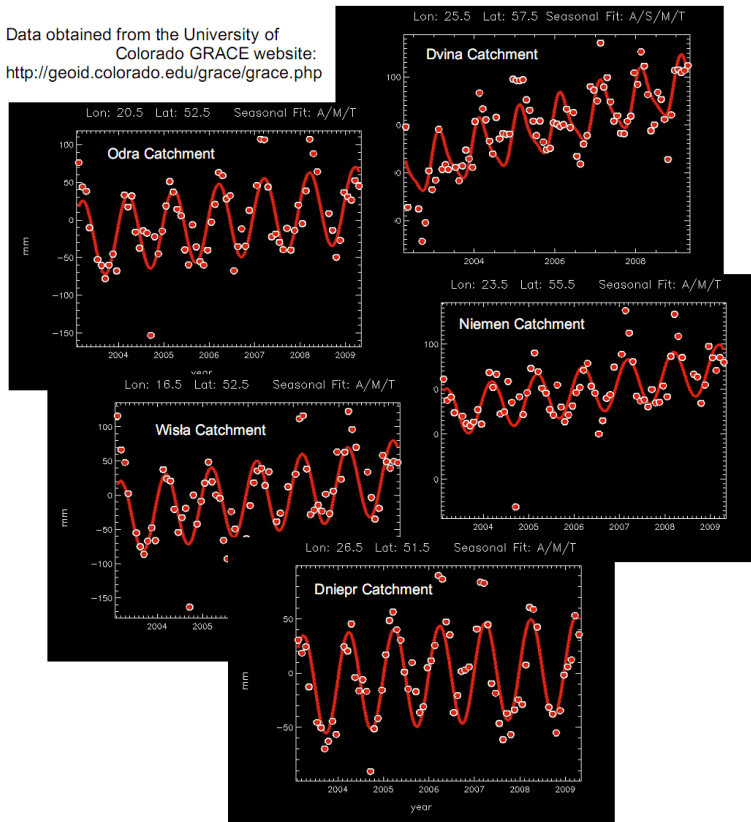 Data obtained from the University of
Colorado GRACE website:
http://geoid.colorado.edu/grace/grace.php
Lon: 25.5 Lat: 57.5 Seasonal Fit: A/S/M/T
Dvina Catchment
100
2004 2006 2008
Lon: 20.5 Lat: 52.5 Seasonal Fit: A/M/T
Odra Catchment
100
50
0
−50
−100
−150
mm
2004 2005 2006 2007 2008 2009
Lon: 23.5 Lat: 55.5 Seasonal Fit: A/M/T
Niemen Catchment
100
2004 2005 2006 2007 2008 2009
Lon: 16.5 Lat: 52.5 Seasonal Fit: A/M/T
Wisła Catchment
100
50
0
−50
−100
−150
mm
2004 2005
Lon: 26.5 Lat: 51.5 Seasonal Fit: A/M/T
Dniepr Catchment
50
0
−50
mm
2004 2005 2006 2007 2008 2009
year